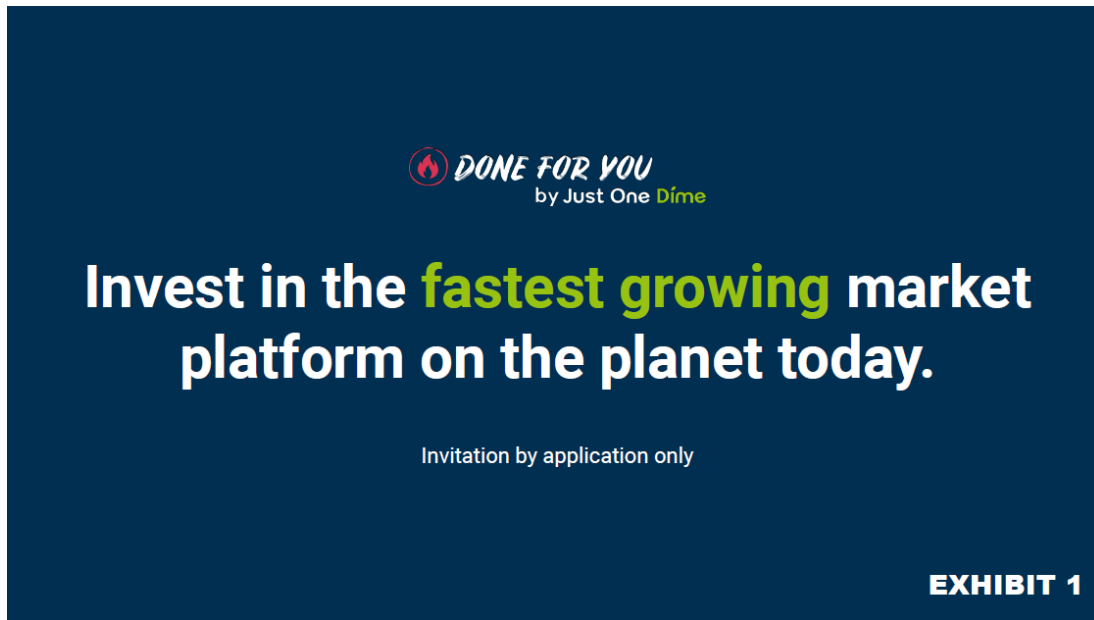 DONE FOR YOU
by Just One Díme
Invest in the fastest growing market
platform on the planet today.
Invitation by application only
EXHIBIT 1